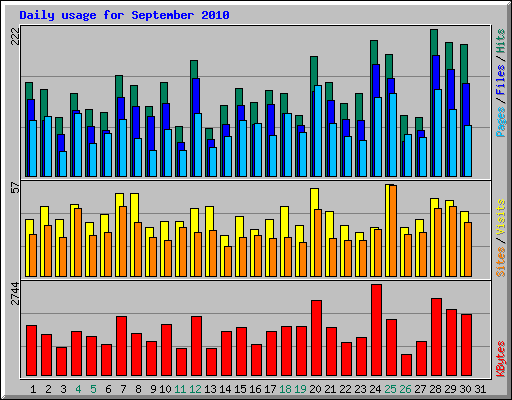 Daily usage for September 2010
222
Pages / Files / Hits
57
Sites / Visits
2744
KBytes
1 2 3 4 5 6 7 8 9 10 11 12 13 14 15 16 17 18 19 20 21 22 23 24 25 26 27 28 29 30 31